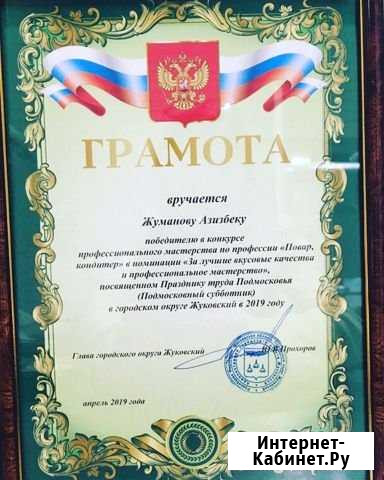 ГРАМОТА
вручается
Жуманову Азизбеку
победителю в конкурсе
профессионального мастерства по профессии «Повар,
кондитер» в номинации «За лучшие вкусовые качества
и профессиональное мастерство»,
посвященном Празднику труда Подмосковья
(Подмосковный субботник)
в городском округе Жуковский в 2019 году
Глава городского округа Жуковский Ю.В.Прохоров
апрель 2019 года
Интернет-
Кабинет.Ру